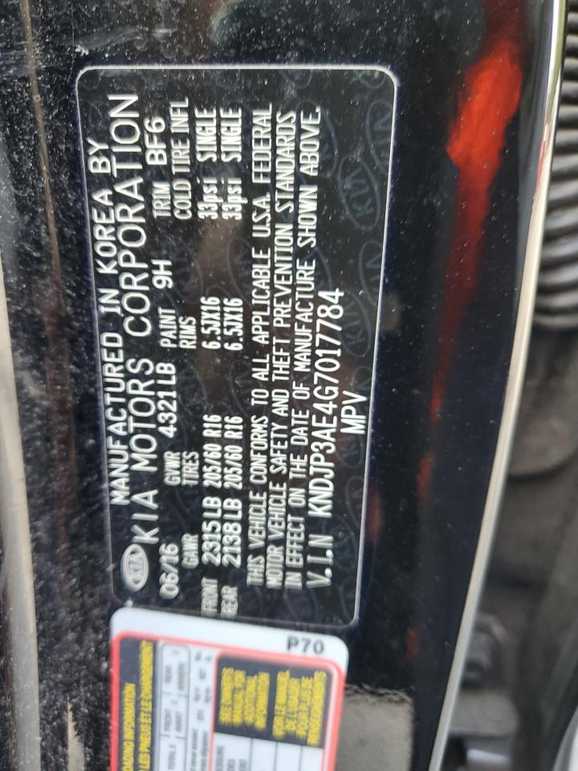 MANUFACTURED IN KOREA BY
KIA KIA MOTORS CORPORATION
06/16 GVWR 4321LB PAINT 9H TRIM BF6
GAWR TIRES RIMS COLD TIRE INFL
FRONT 2315LB 205/60 R16 6.5JX16 33psi SINGLE
REAR 2138LB 205/60 R16 6.5JX16 33psi SINGLE
THIS VEHICLE CONFORMS TO ALL APPLICABLE U.S.A. FEDERAL
MOTOR VEHICLE SAFETY AND THEFT PREVENTION STANDARDS
IN EFFECT ON THE DATE OF MANUFACTURE SHOWN ABOVE.
V.I.N KNDJP3AE4G7017784
MPV
P70
LOADING INFORMATION